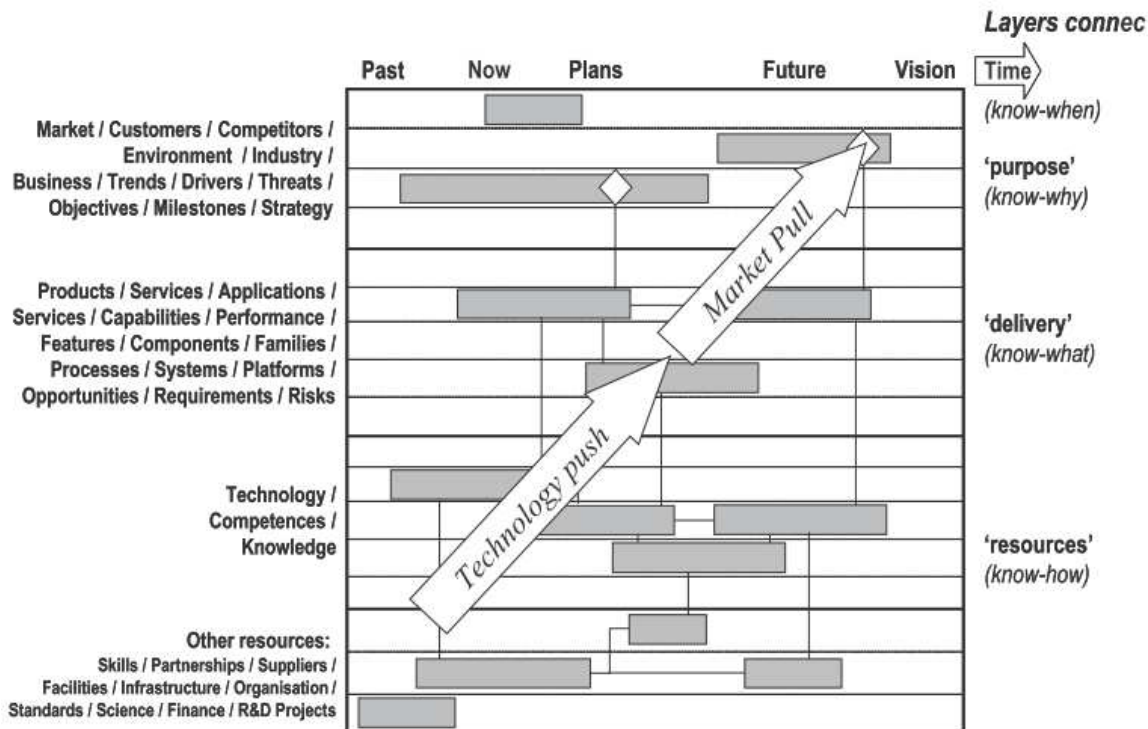 Layers connec
Past Now Plans Future Vision Time
(know-when)
Market / Customers / Competitors /
Environment / Industry /
Business / Trends / Drivers / Threats /
Objectives / Milestones / Strategy
'purpose'
(know-why)
Market Pull
Products / Services / Applications /
Services / Capabilities / Performance /
Features / Components / Families /
Processes / Systems / Platforms /
Opportunities / Requirements / Risks
'delivery'
(know-what)
Technology push
Technology /
Competences /
Knowledge
'resources'
(know-how)
Other resources:
Skills / Partnerships / Suppliers /
Facilities / Infrastructure / Organisation /
Standards / Science / Finance / R&D Projects